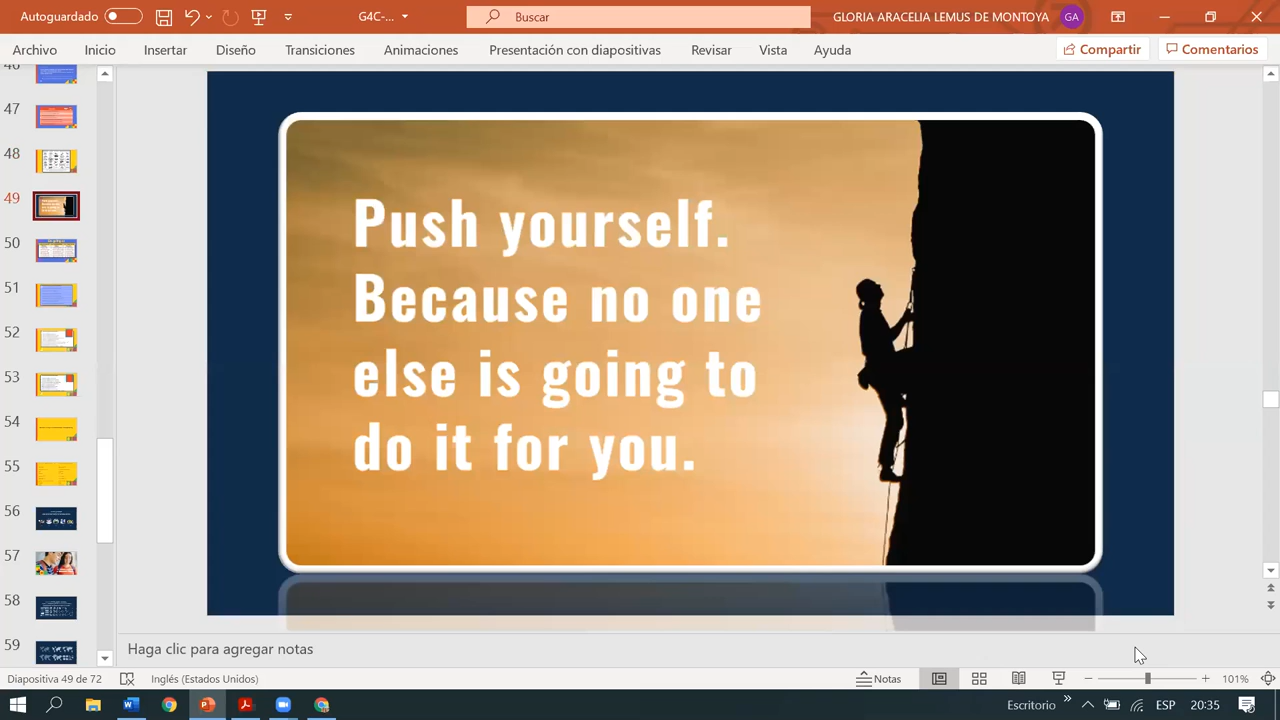 Autoguardado
G4C-...
Buscar
GLORIA ARACELIA LEMUS DE MONTOYA
GA
Archivo
Inicio
Insertar
Diseño
Transiciones
Animaciones
Presentación con diapositivas
Revisar
Vista
Ayuda
Compartir
Comentarios
47
48
49
50
51
52
53
54
55
56
57
58
59
Push yourself.
Because no one
else is going to
do it for you.
Haga clic para agregar notas
Diapositiva 49 de 72
Inglés (Estados Unidos)
Notas
101%
Escritorio
ESP
20:35